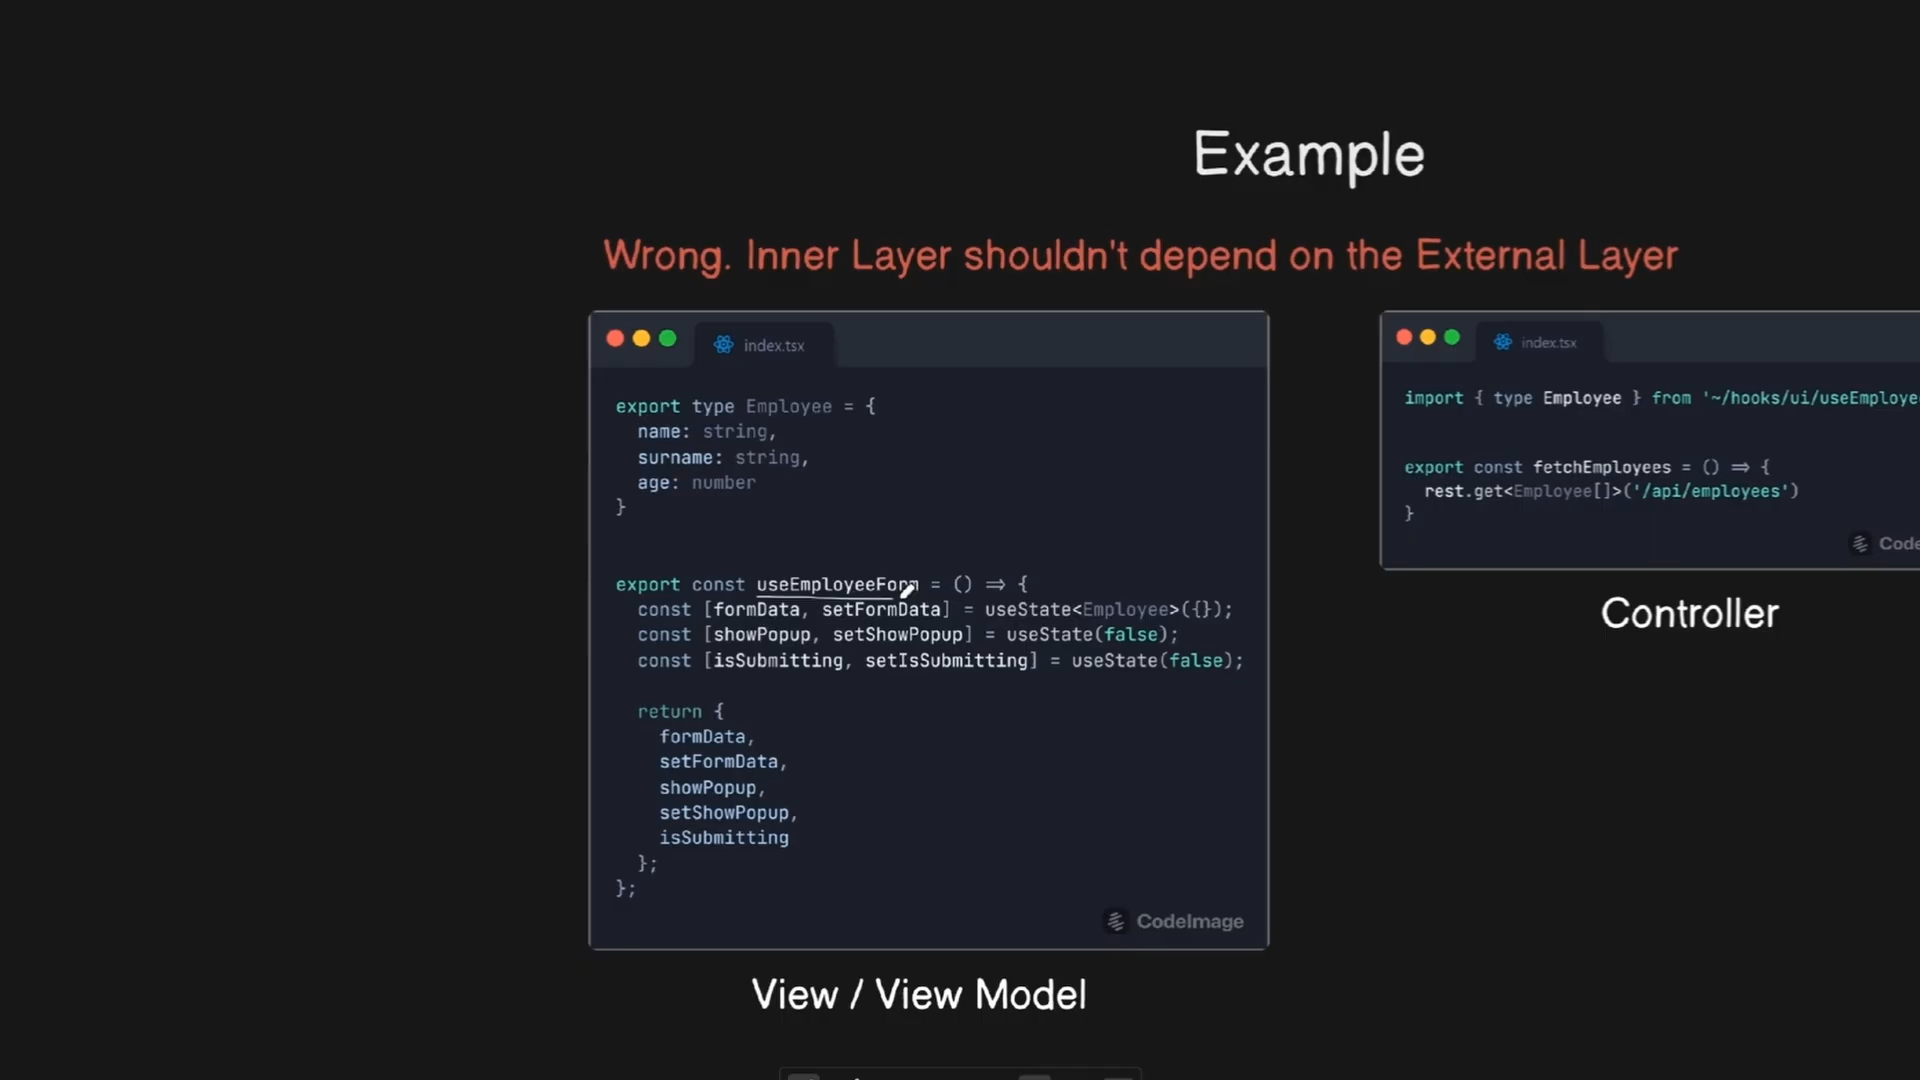 Example
Wrong. Inner Layer shouldn't depend on the External Layer
index.tsx
export type Employee = {
name: string,
surname: string,
age: number
}
export const useEmployeeForm = () => {
const [formData, setFormData] = useState<Employee>({});
const [showPopup, setShowPopup] = useState(false);
const [isSubmitting, setIsSubmitting] = useState(false);
return {
formData,
setFormData,
showPopup,
setShowPopup,
isSubmitting
};
};
CodeImage
View / View Model
index.tsx
import { type Employee } from '~/hooks/ui/useEmploye
export const fetchEmployees = () => {
rest.get<Employee[]>('/api/employees')
}
Code
Controller